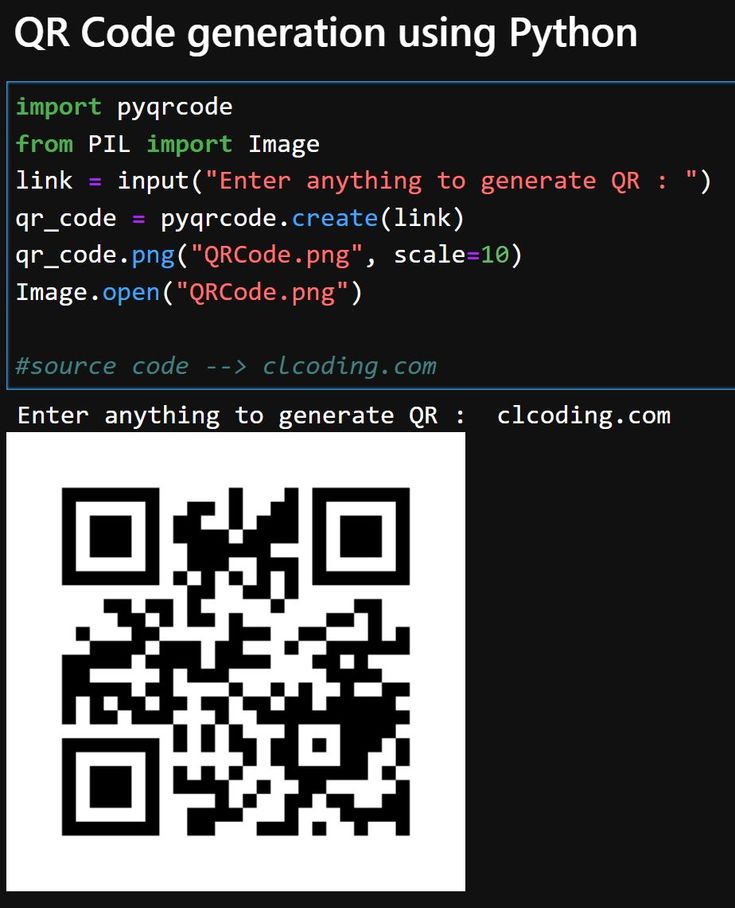 QR Code generation using Python
import pyqrcode
from PIL import Image
link = input("Enter anything to generate QR : ")
qr_code = pyqrcode.create(link)
qr_code.png("QRCode.png", scale=10)
Image.open("QRCode.png")
#source code --> clcoding.com
Enter anything to generate QR :  clcoding.com